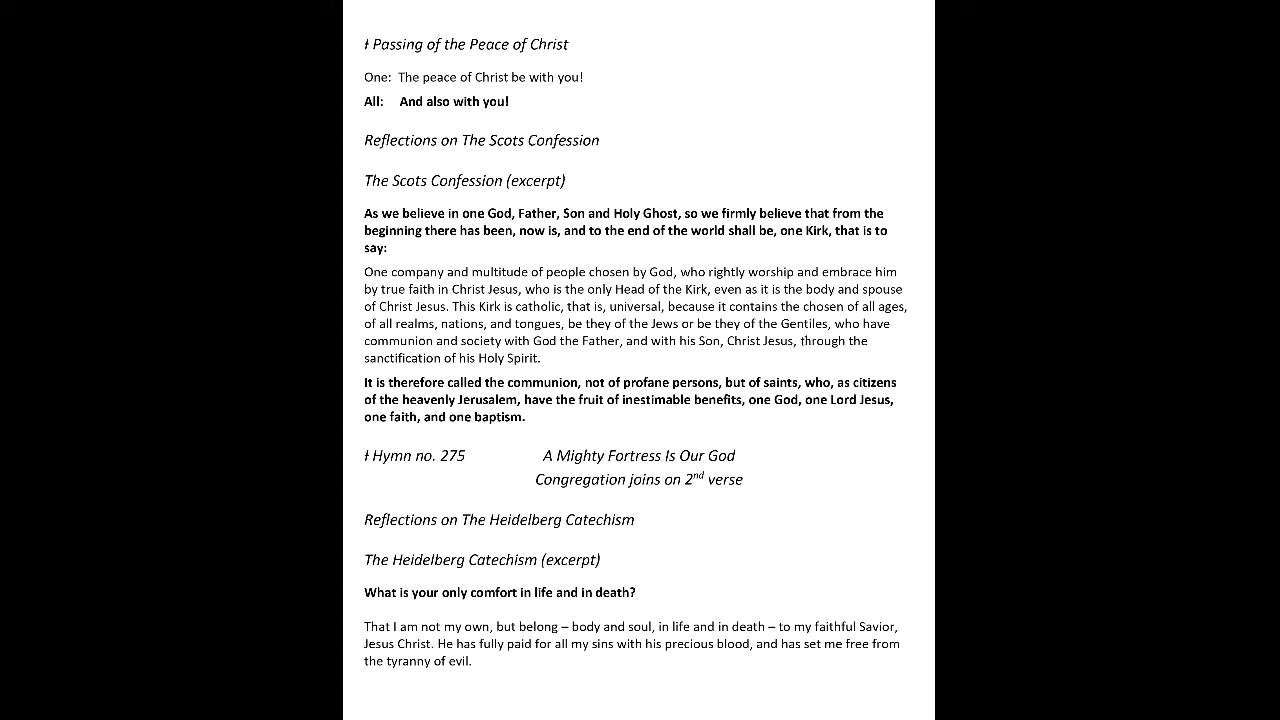 ƚ Passing of the Peace of Christ
One: The peace of Christ be with you!
All: And also with you!
Reflections on The Scots Confession
The Scots Confession (excerpt)
As we believe in one God, Father, Son and Holy Ghost, so we firmly believe that from the
beginning there has been, now is, and to the end of the world shall be, one Kirk, that is to
say:
One company and multitude of people chosen by God, who rightly worship and embrace him
by true faith in Christ Jesus, who is the only Head of the Kirk, even as it is the body and spouse
of Christ Jesus. This Kirk is catholic, that is, universal, because it contains the chosen of all ages,
of all realms, nations, and tongues, be they of the Jews or be they of the Gentiles, who have
communion and society with God the Father, and with his Son, Christ Jesus, through the
sanctification of his Holy Spirit.
It is therefore called the communion, not of profane persons, but of saints, who, as citizens
of the heavenly Jerusalem, have the fruit of inestimable benefits, one God, one Lord Jesus,
one faith, and one baptism.
ƚ Hymn no. 275 A Mighty Fortress Is Our God
Congregation joins on 2nd verse
Reflections on The Heidelberg Catechism
The Heidelberg Catechism (excerpt)
What is your only comfort in life and in death?
That I am not my own, but belong – body and soul, in life and in death – to my faithful Savior,
Jesus Christ. He has fully paid for all my sins with his precious blood, and has set me free from
the tyranny of evil.